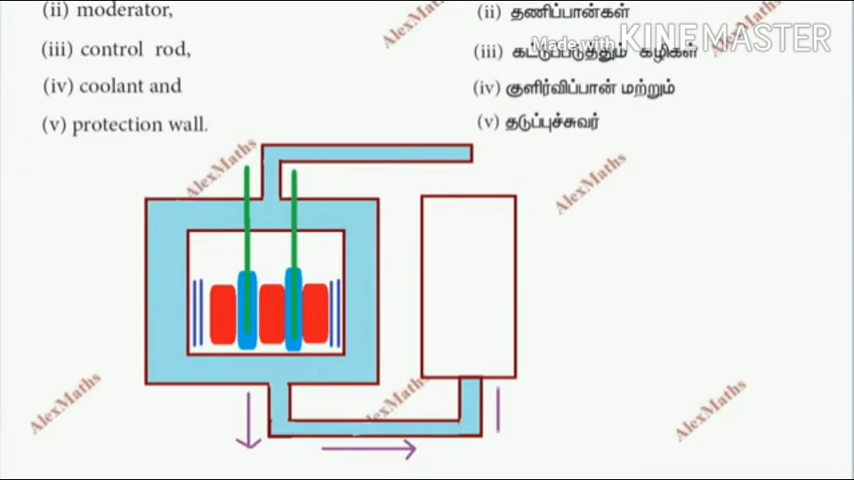 (ii) moderator,
(iii) control rod,
(iv) coolant and
(v) protection wall.
(ii) தணிப்பான்கள்
(iii) கட்டுப்படுத்தும் கழிகள்
(iv) குளிர்விப்பான் மற்றும்
(v) தடுப்புச்சுவர்
Made with KINEMASTER
AlexMaths
AlexMaths
AlexMaths
AlexMaths
AlexMaths
AlexMaths
AlexMaths